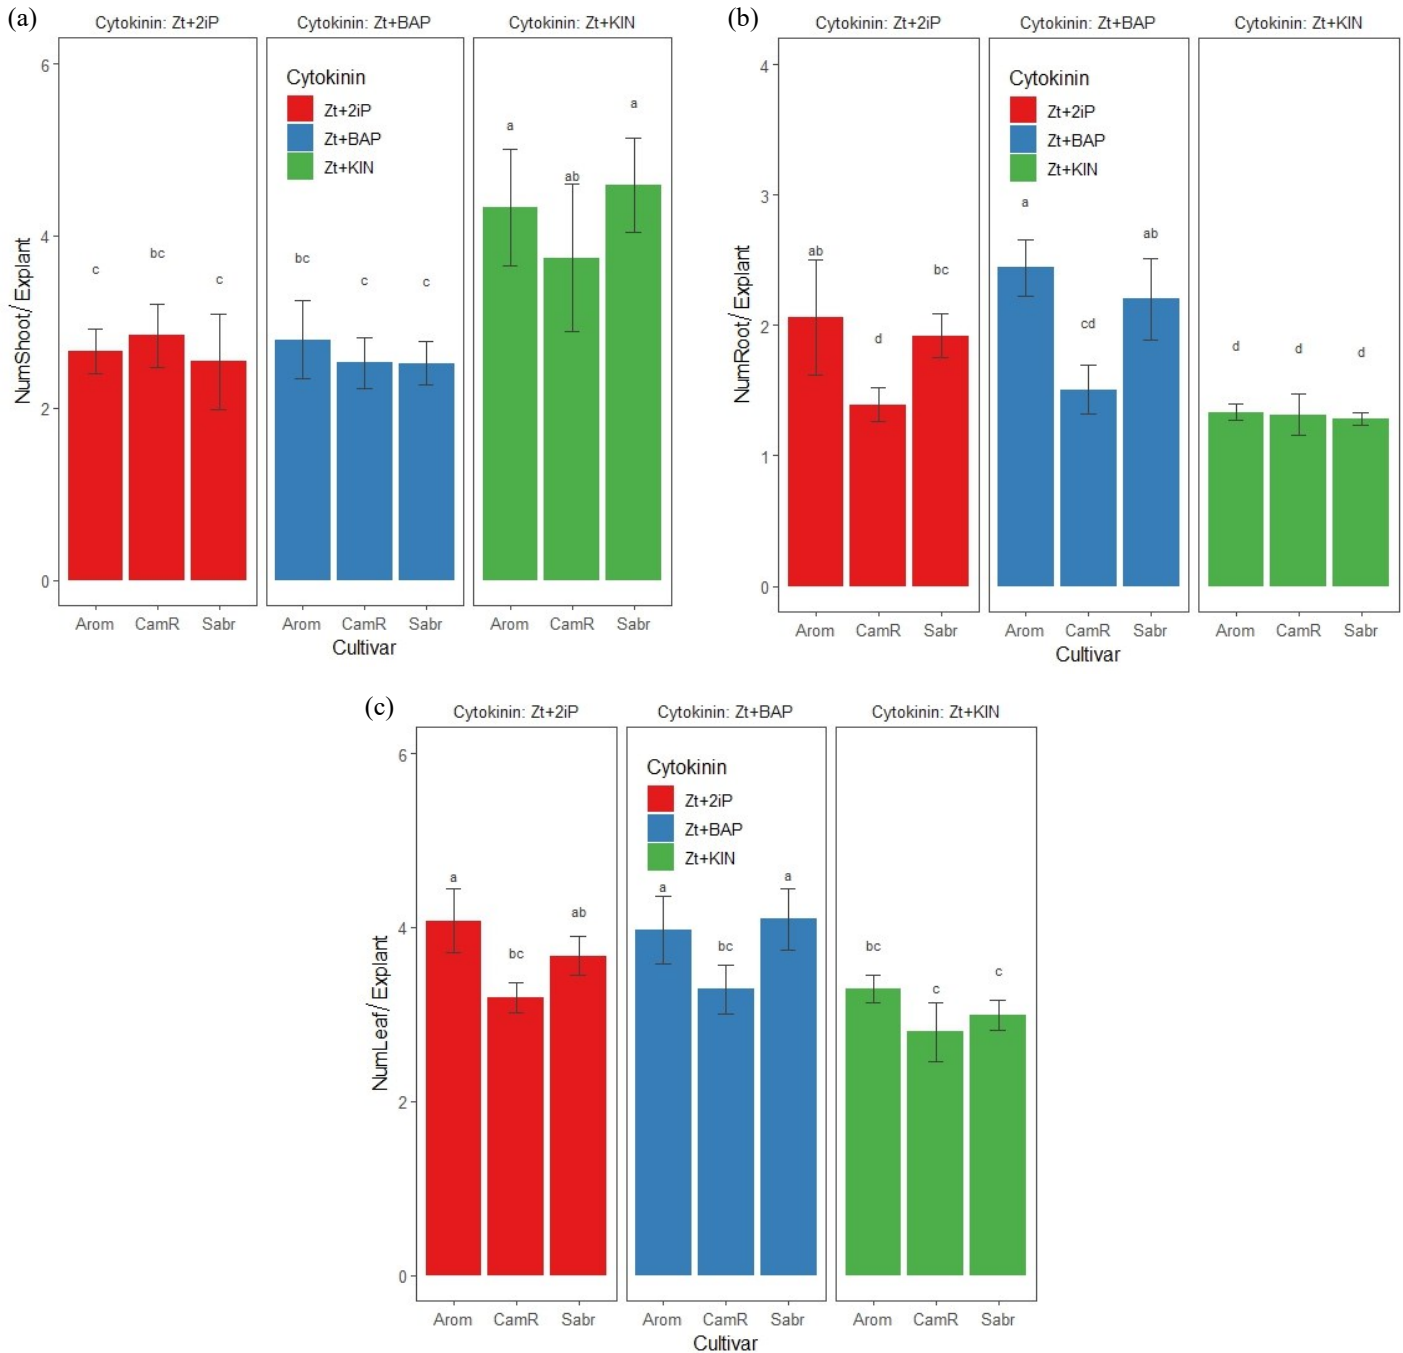 (a)
Cytokinin: Zt+2iP Cytokinin: Zt+BAP Cytokinin: Zt+KIN
NumShoot/ Explant
6
4
2
0
Cytokinin
Zt+2iP
Zt+BAP
Zt+KIN
c bc c bc c c a ab a
Arom CamR Sabr Arom CamR Sabr Arom CamR Sabr
Cultivar
(b)
Cytokinin: Zt+2iP Cytokinin: Zt+BAP Cytokinin: Zt+KIN
NumRoot/ Explant
4
3
2
1
0
Cytokinin
Zt+2iP
Zt+BAP
Zt+KIN
ab d bc a cd ab d d d
Arom CamR Sabr Arom CamR Sabr Arom CamR Sabr
Cultivar
(c)
Cytokinin: Zt+2iP Cytokinin: Zt+BAP Cytokinin: Zt+KIN
NumLeaf/ Explant
6
4
2
0
Cytokinin
Zt+2iP
Zt+BAP
Zt+KIN
a bc ab a bc a bc c c
Arom CamR Sabr Arom CamR Sabr Arom CamR Sabr
Cultivar